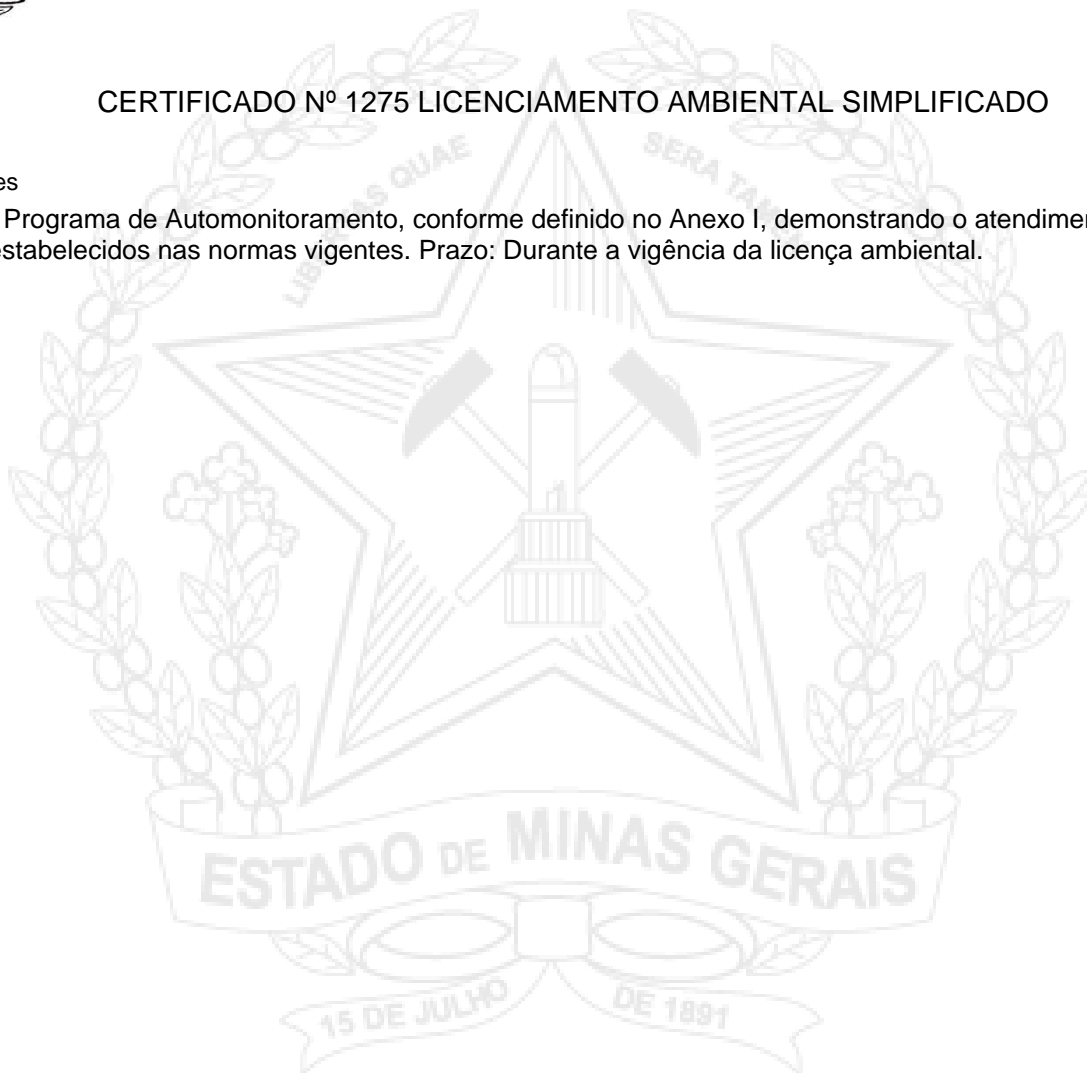 CERTIFICADO Nº 1275 LICENCIAMENTO AMBIENTAL SIMPLIFICADO
LIBERTAS QUAE SERA TAMEN
es
Programa de Automonitoramento, conforme definido no Anexo I, demonstrando o
estabelecidos nas normas vigentes. Prazo: Durante a vigência da licença ambiental.
ESTADO DE MINAS GERAIS
15 DE JULHO DE 1891